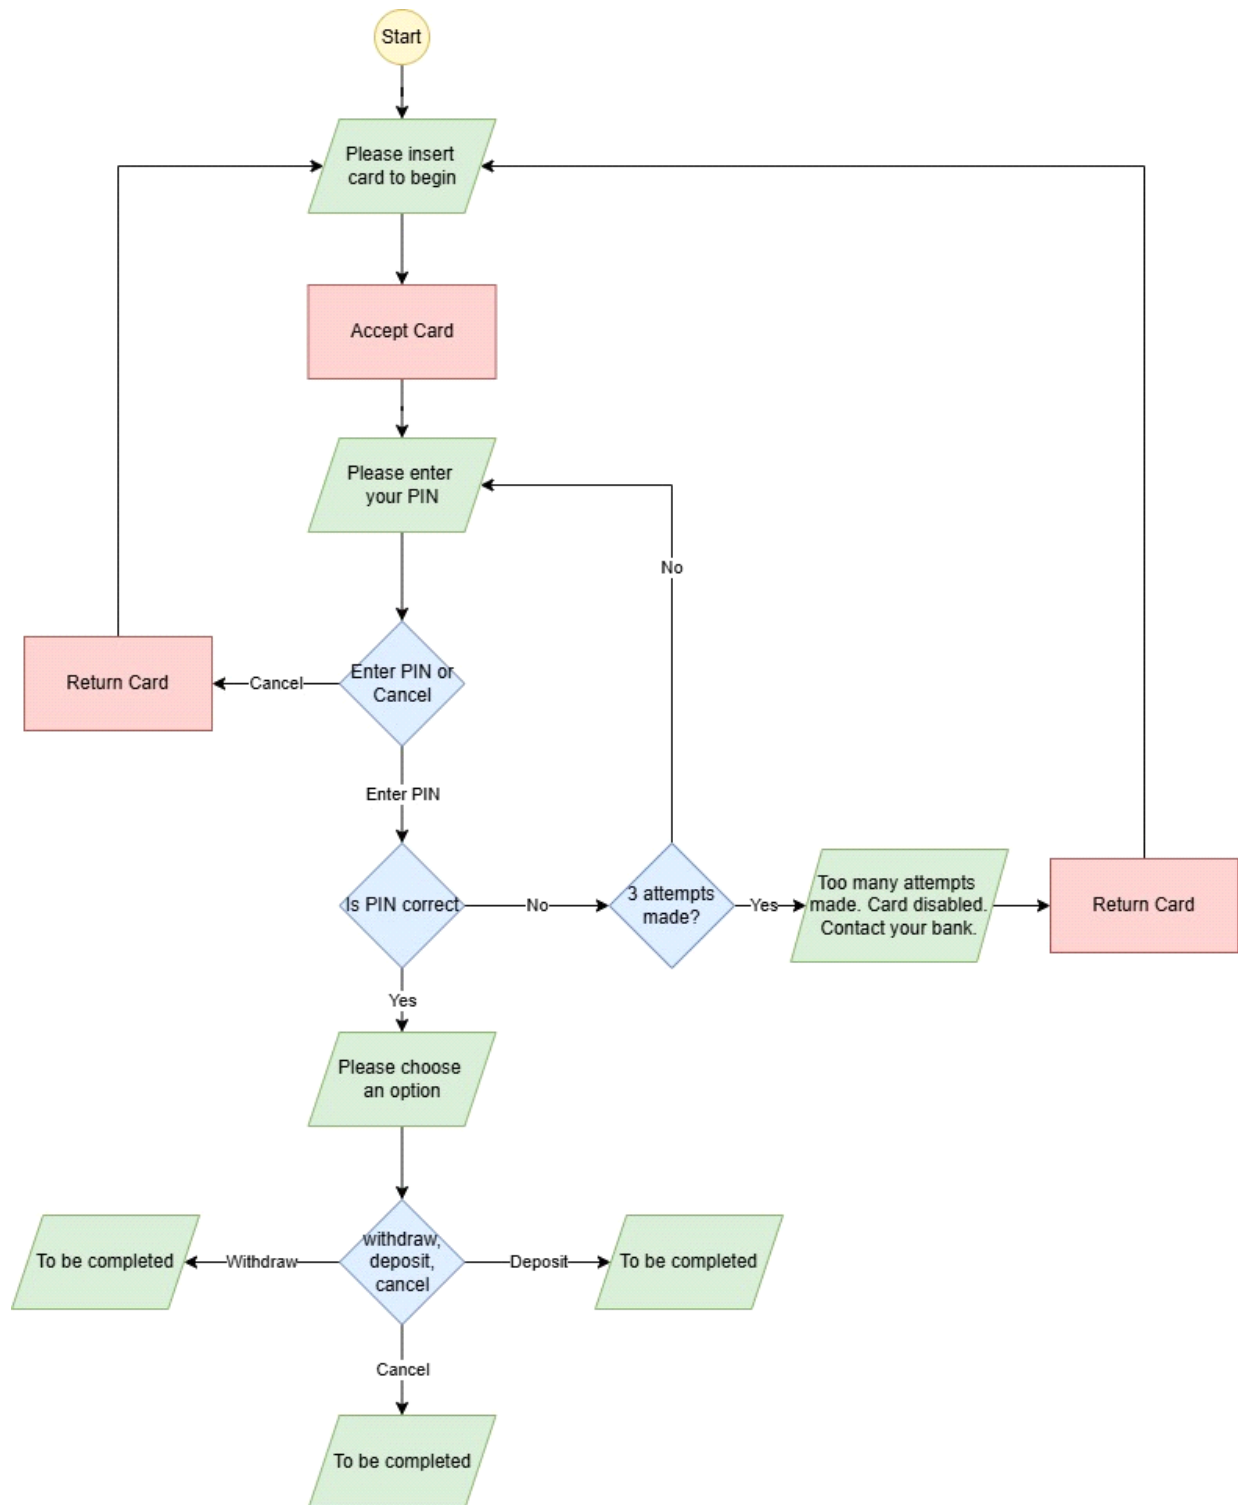 Start
Please insert
card to begin
Accept Card
Please enter
your PIN
No
Return Card
Cancel
Enter PIN or
Cancel
Enter PIN
Is PIN correct
No
3 attempts
made?
Yes
Too many attempts
made. Card disabled.
Contact your bank.
Return Card
Yes
Please choose
an option
To be completed
Withdraw
withdraw,
deposit,
cancel
Deposit
To be completed
Cancel
To be completed